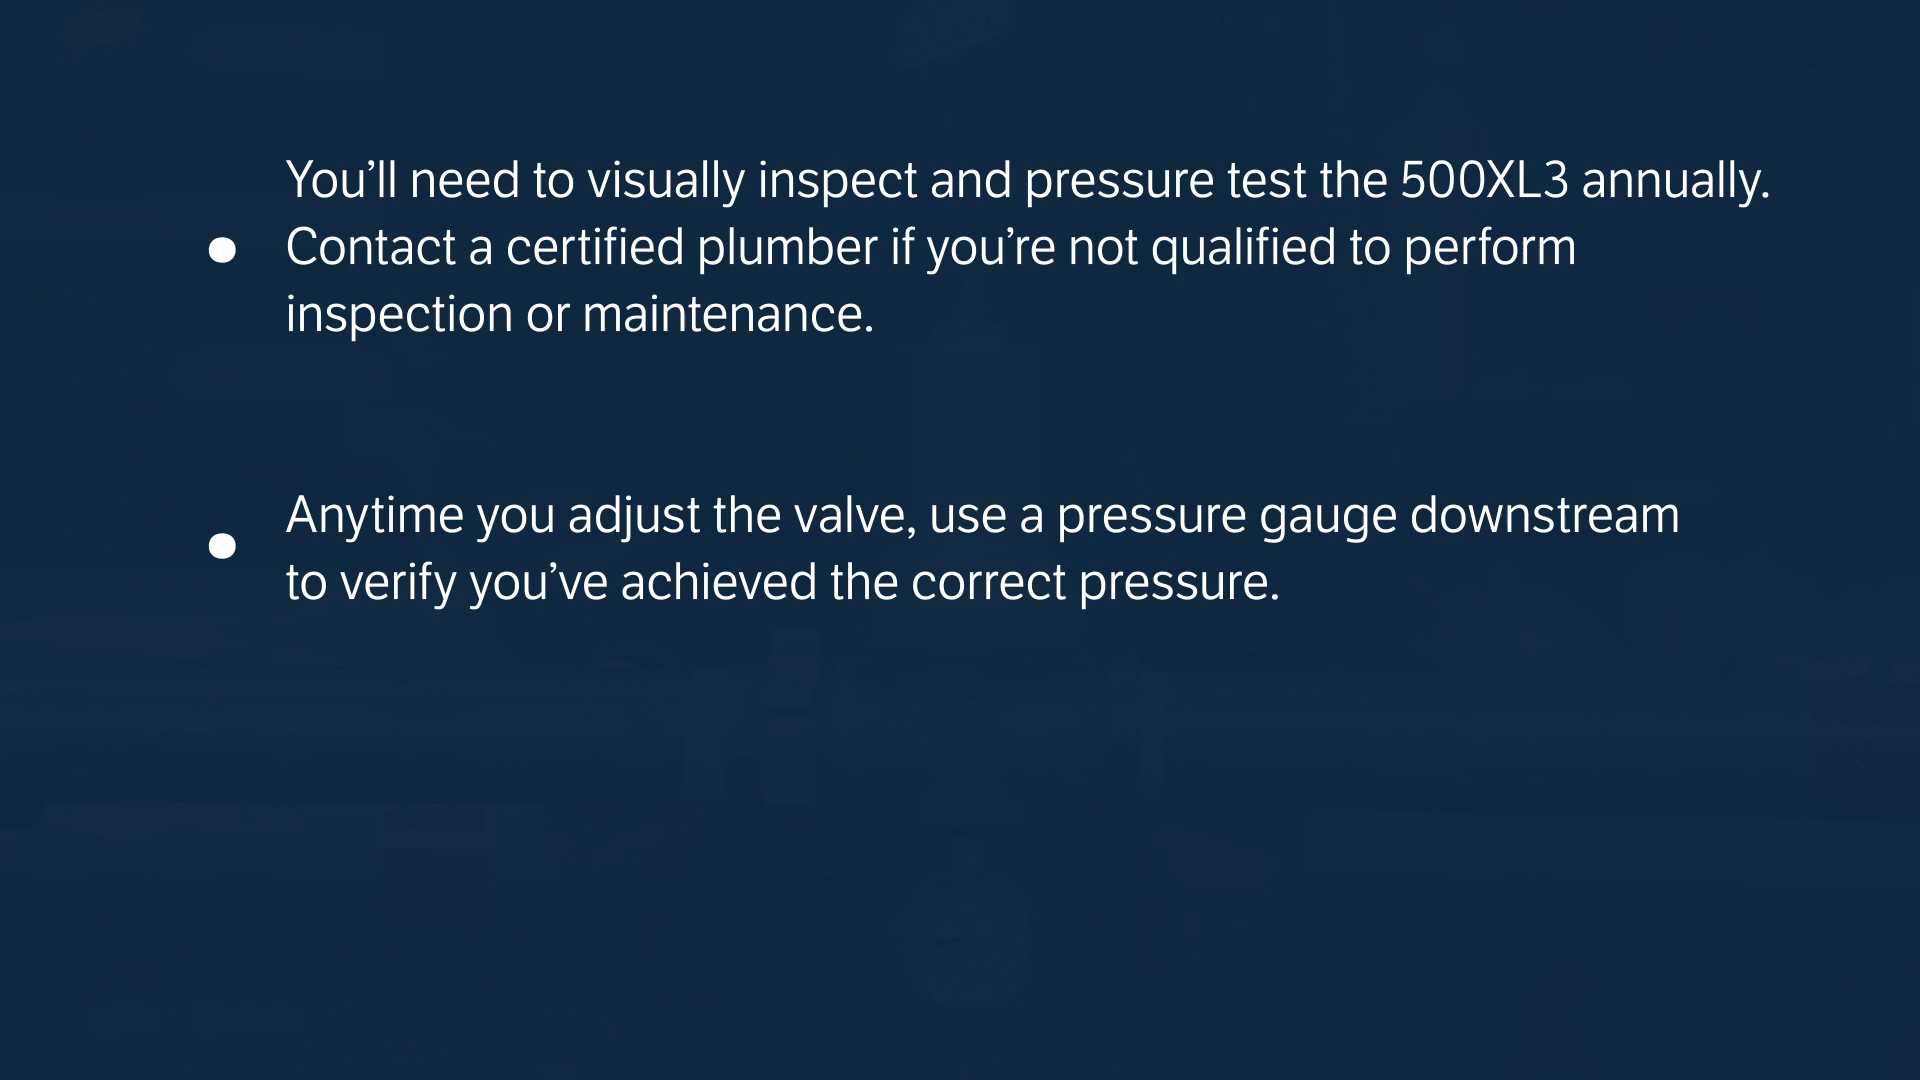 You’ll need to visually inspect and pressure test the 500XL3 annually.
• Contact a certified plumber if you’re not qualified to perform
inspection or maintenance.
Anytime you adjust the valve, use a pressure gauge downstream
• to verify you’ve achieved the correct pressure.